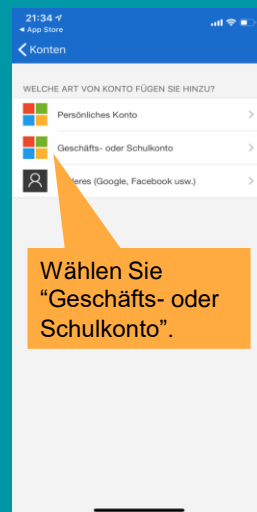 21:34
◄ App Store
Konten
WELCHE ART VON KONTO FÜGEN SIE HINZU?
Persönliches Konto
Geschäfts- oder Schulkonto
eres (Google, Facebook usw.)
Wählen Sie
“Geschäfts- oder
Schulkonto”.